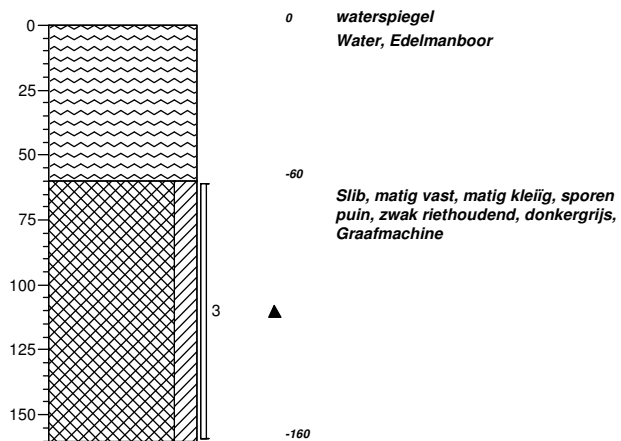 0
25
50
75
100
125
150
3
0
-60
-160
waterspiegel
Water, Edelmanboor
Slib, matig vast, matig kleiïg, sporen
puin, zwak riethoudend, donkergrijs,
Graafmachine